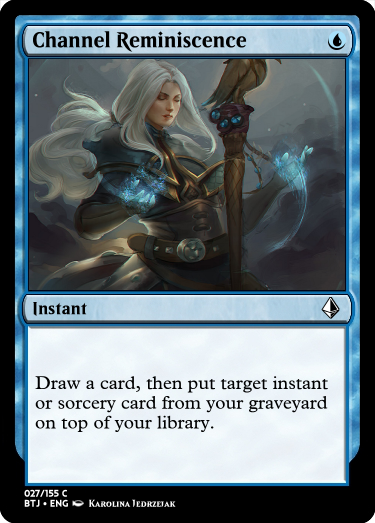 Channel Reminiscence
Instant
Draw a card, then put target instant
or sorcery card from your graveyard
on top of your library.
027/155 C
BTJ • ENG Karolina Jedrzejak